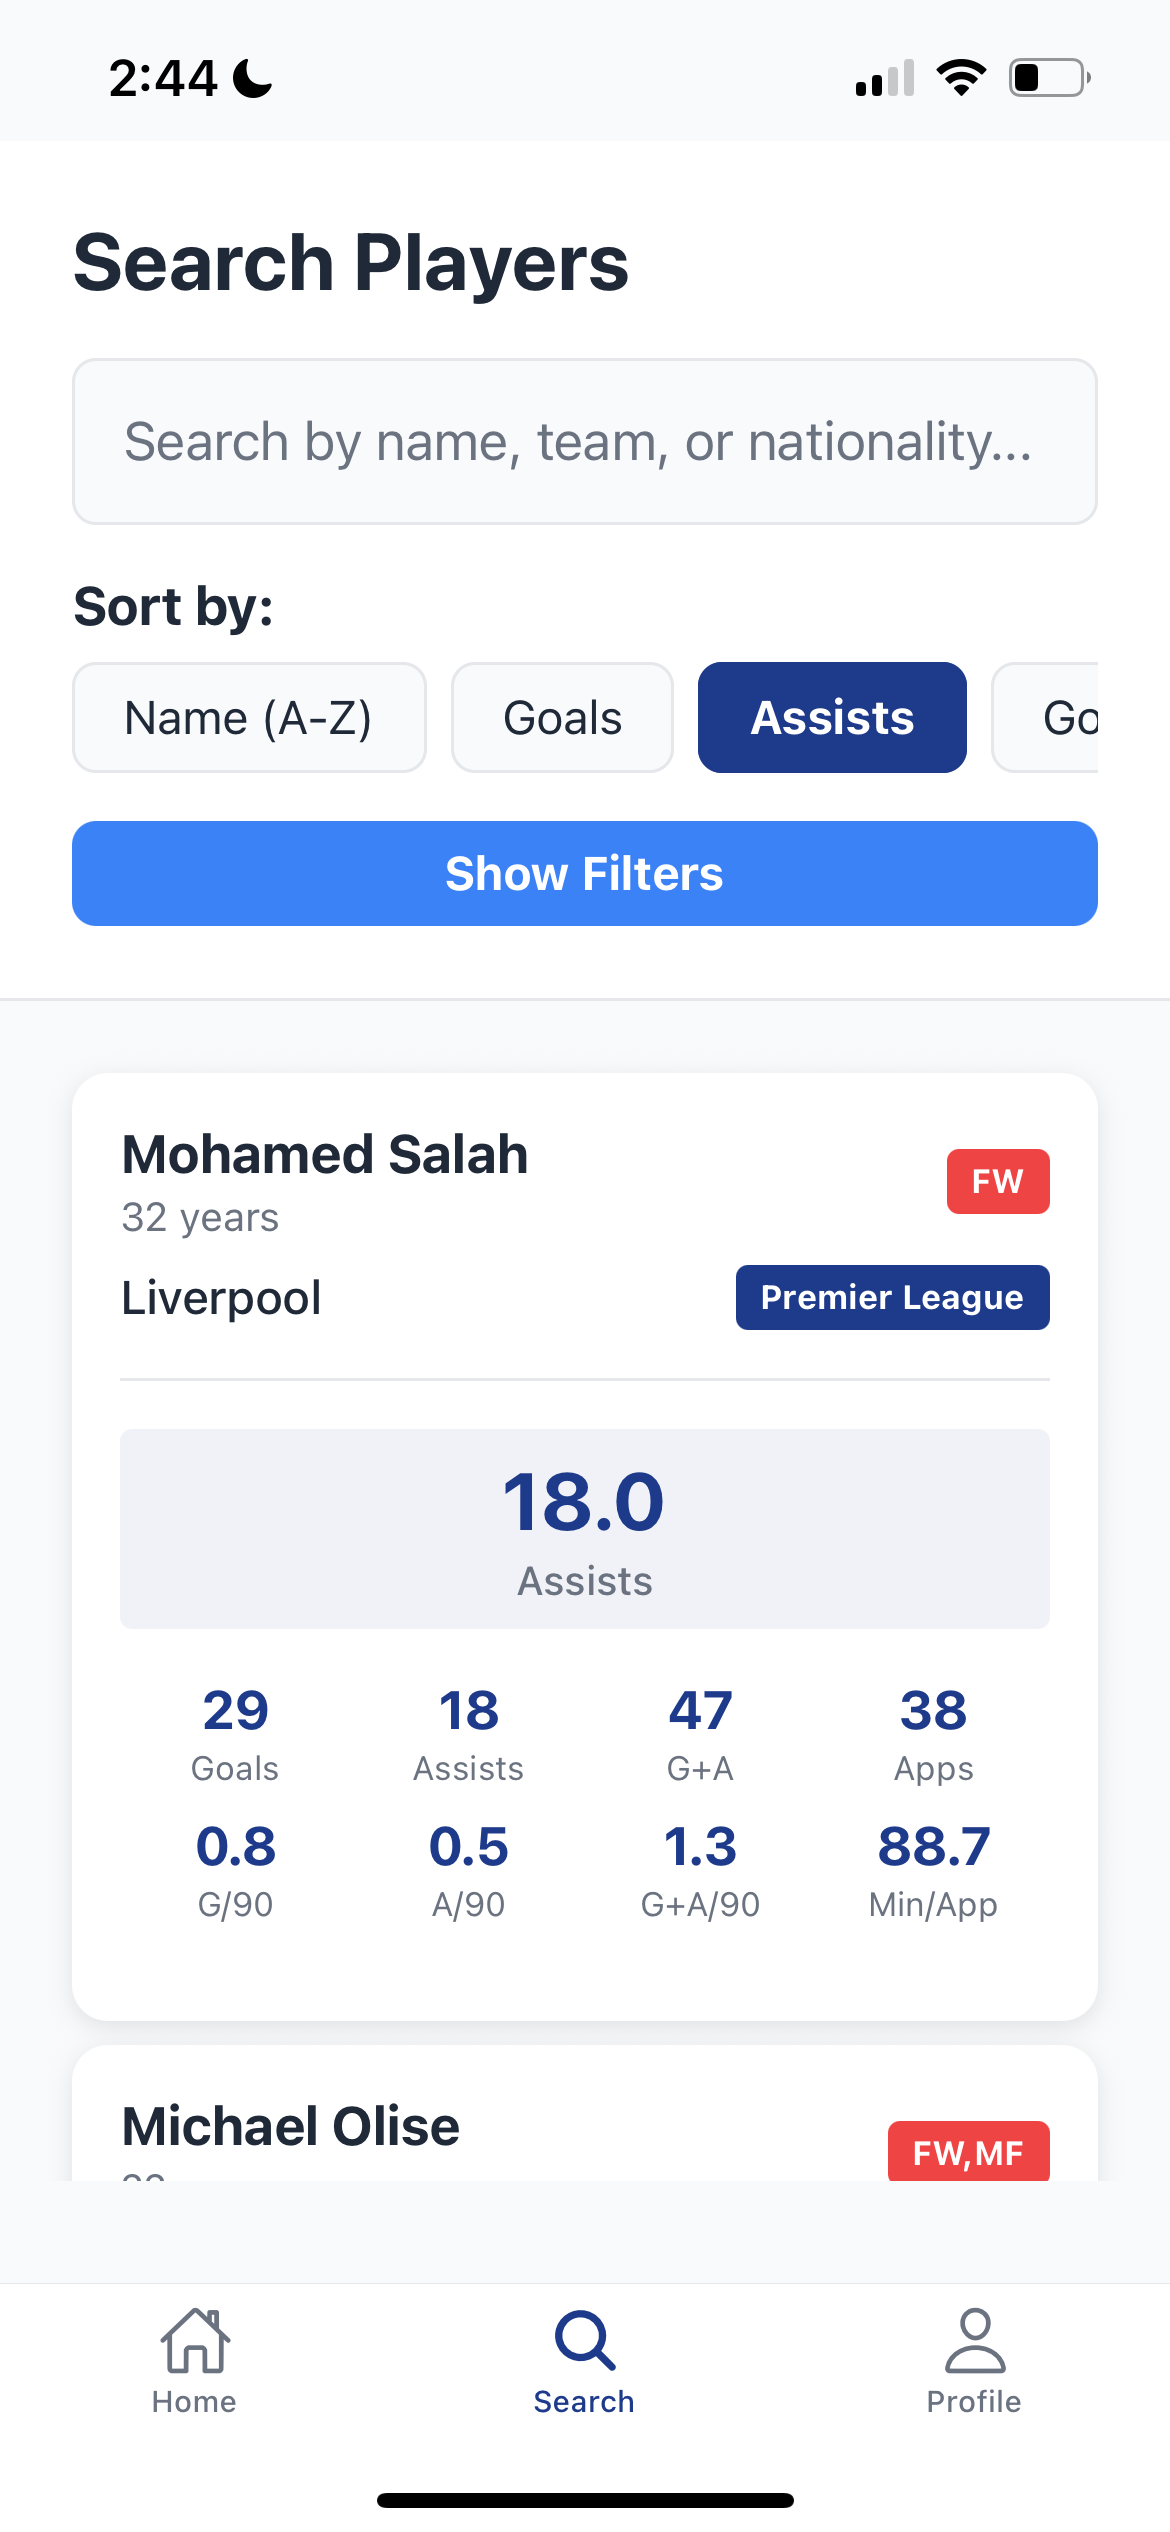 2:44
Search Players
Search by name, team, or nationality...
Sort by:
Name (A-Z) Goals Assists Go
Show Filters
Mohamed Salah
FW
32 years
Liverpool
Premier League
18.0
Assists
29 18 47 38
Goals Assists G+A Apps
0.8 0.5 1.3 88.7
G/90 A/90 G+A/90 Min/App
Michael Olise
FW,MF
Home Search Profile